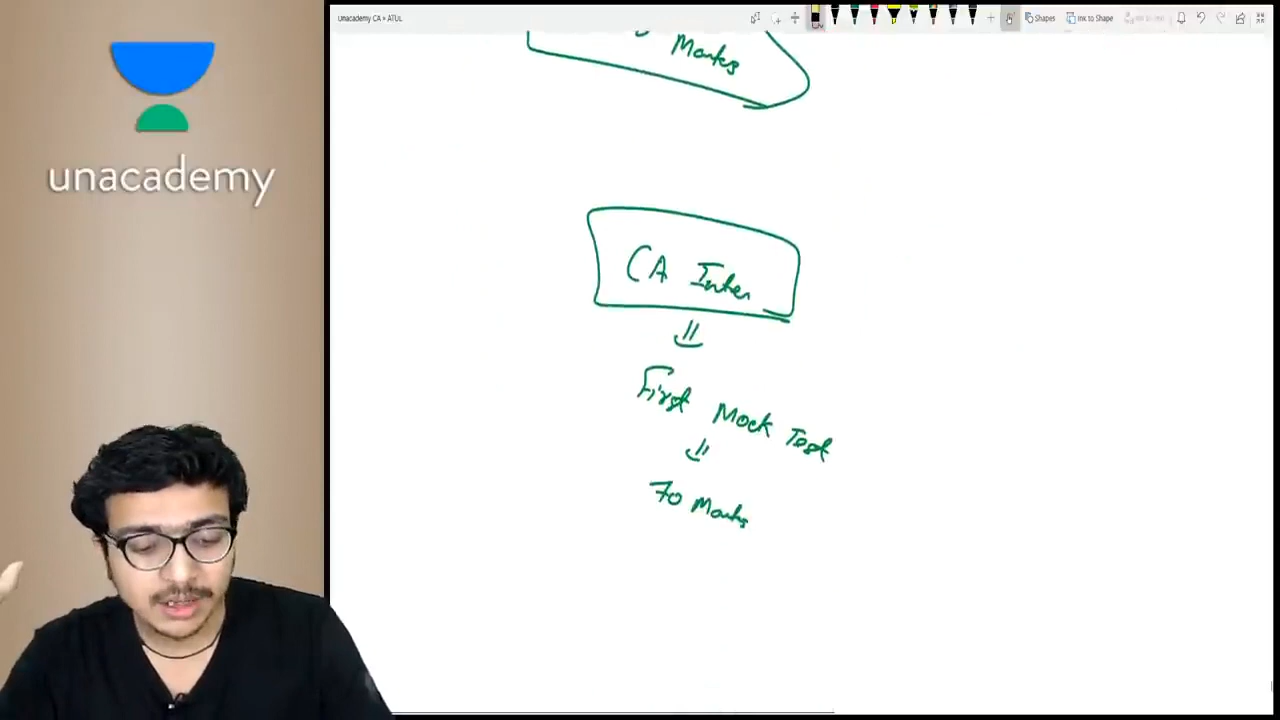 Unacademy CA × ATUL
Shapes
Ink to Shape
Marks
unacademy
CA Inter
First Mock Test
70 Marks